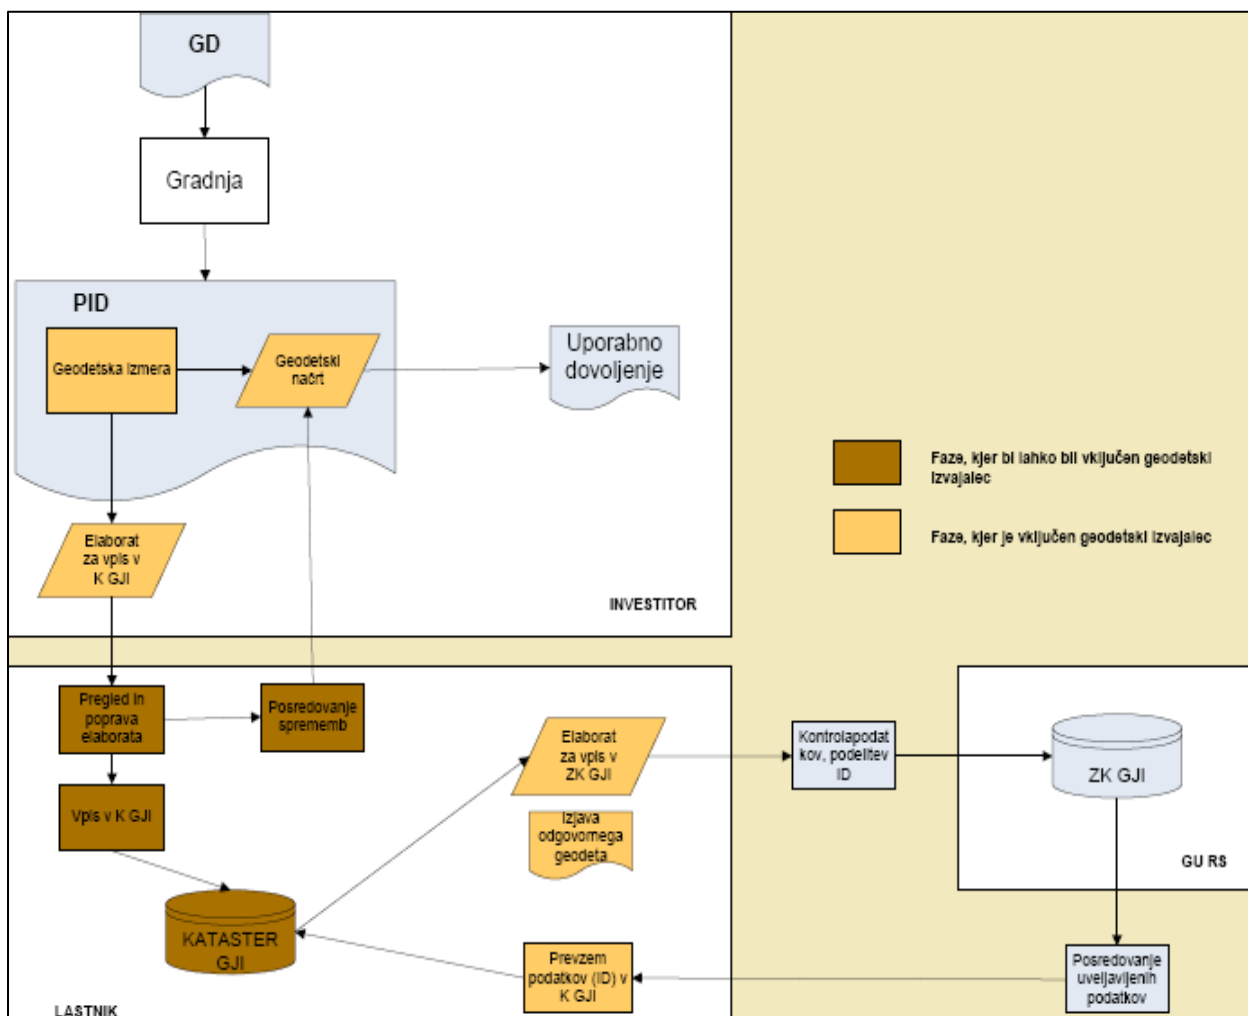 GD
Gradnja
PID
Geodetska Izmera
Geodetski
načrt
Uporabno
dovoljenje
Faze, kjer bi lahko bil vključen geodetski
Izvajalec
Faze, kjer je vključen geodetski Izvajalec
Elaborat
za vpis v
K GJI
INVESTITOR
Pregled in
poprava
elaborata
Posredovanje
sprememb
Elaborat
za vpis v
ZK GJI
Kontrolapodat
kov, podelitev
ID
ZK GJI
Vpis v K GJI
Izjava
odgovornega
geodeta
GU RS
KATASTER
GJI
Prevzem
podatkov (ID) v
K GJI
Posredovanje
uveljavljenih
podatkov
LASTNIK